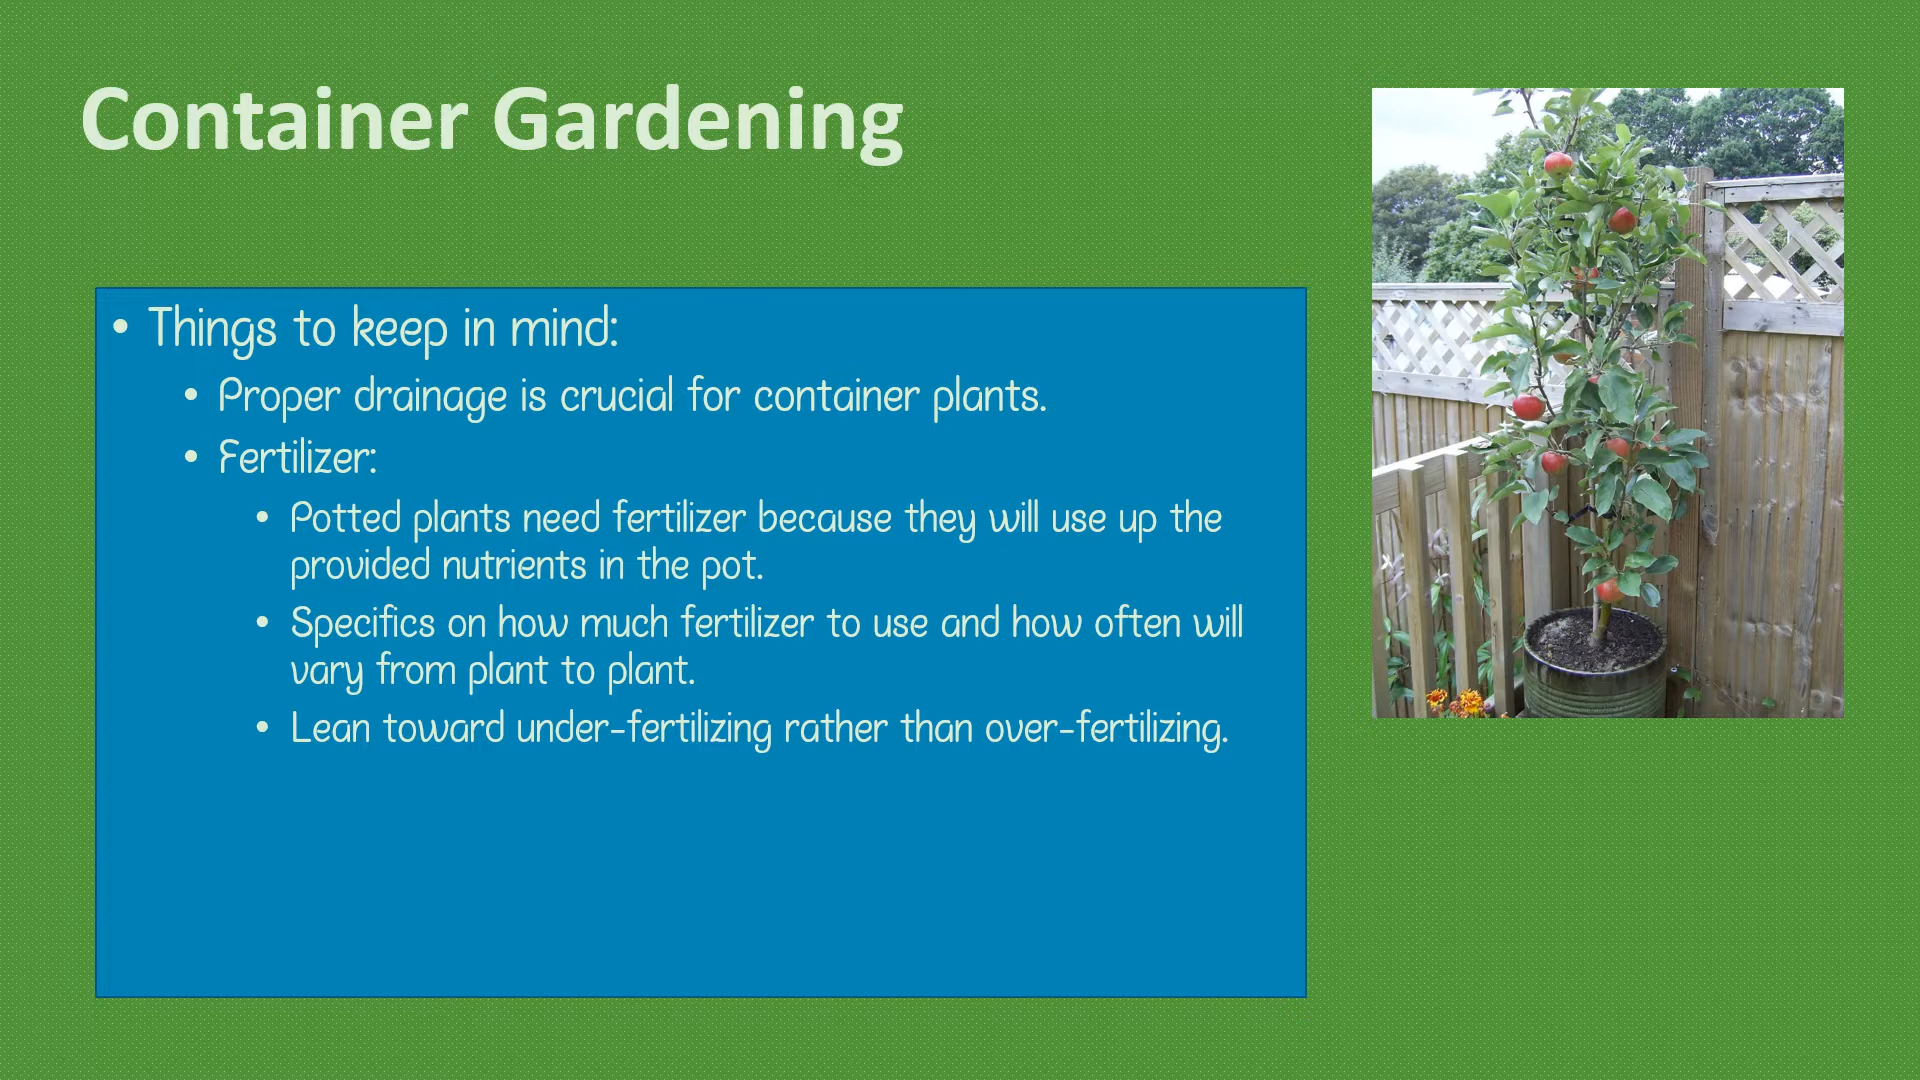 Container Gardening
• Things to keep in mind:
• Proper drainage is crucial for container plants.
• Fertilizer:
• Potted plants need fertilizer because they will use up the
provided nutrients in the pot.
• Specifics on how much fertilizer to use and how often will
vary from plant to plant.
• Lean toward under-fertilizing rather than over-fertilizing.